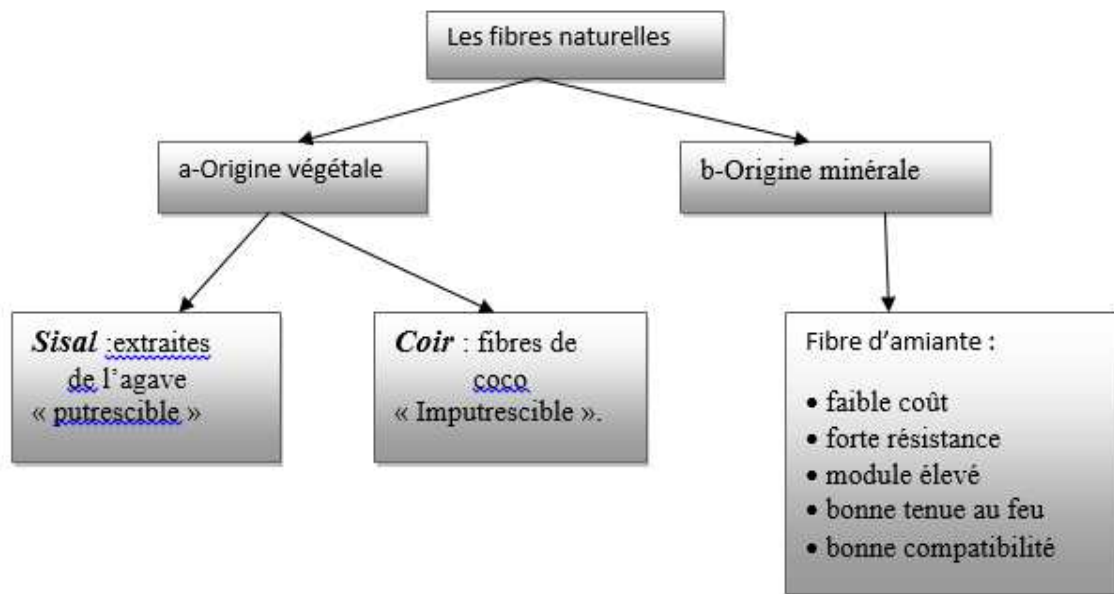 Les fibres naturelles
a-Origine végétale
b-Origine minérale
Sisal :extraites
de l’agave
« putrescible »
Coir : fibres de
coco
« Imputrescible ».
Fibre d’amiante :
• faible coût
• forte résistance
• module élevé
• bonne tenue au feu
• bonne compatibilité